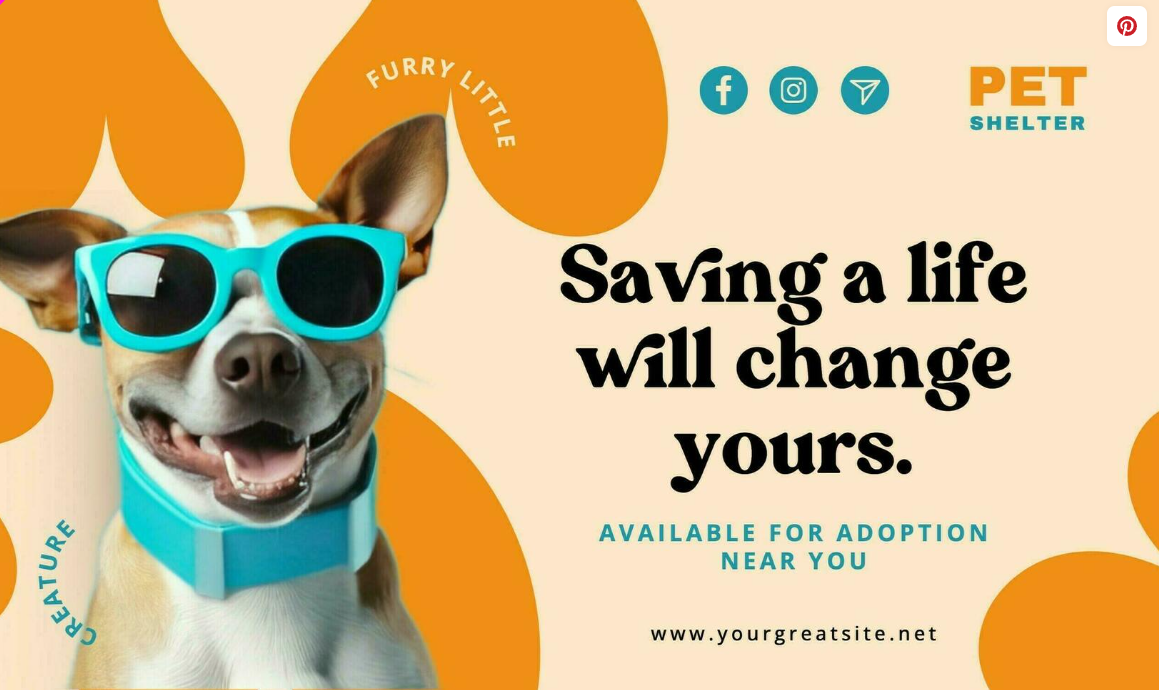 FURRY LITTLE
PET
SHELTER
Saving a life
will change
yours.
AVAILABLE FOR ADOPTION
NEAR YOU
CREATURE
www.yourgreatsite.net